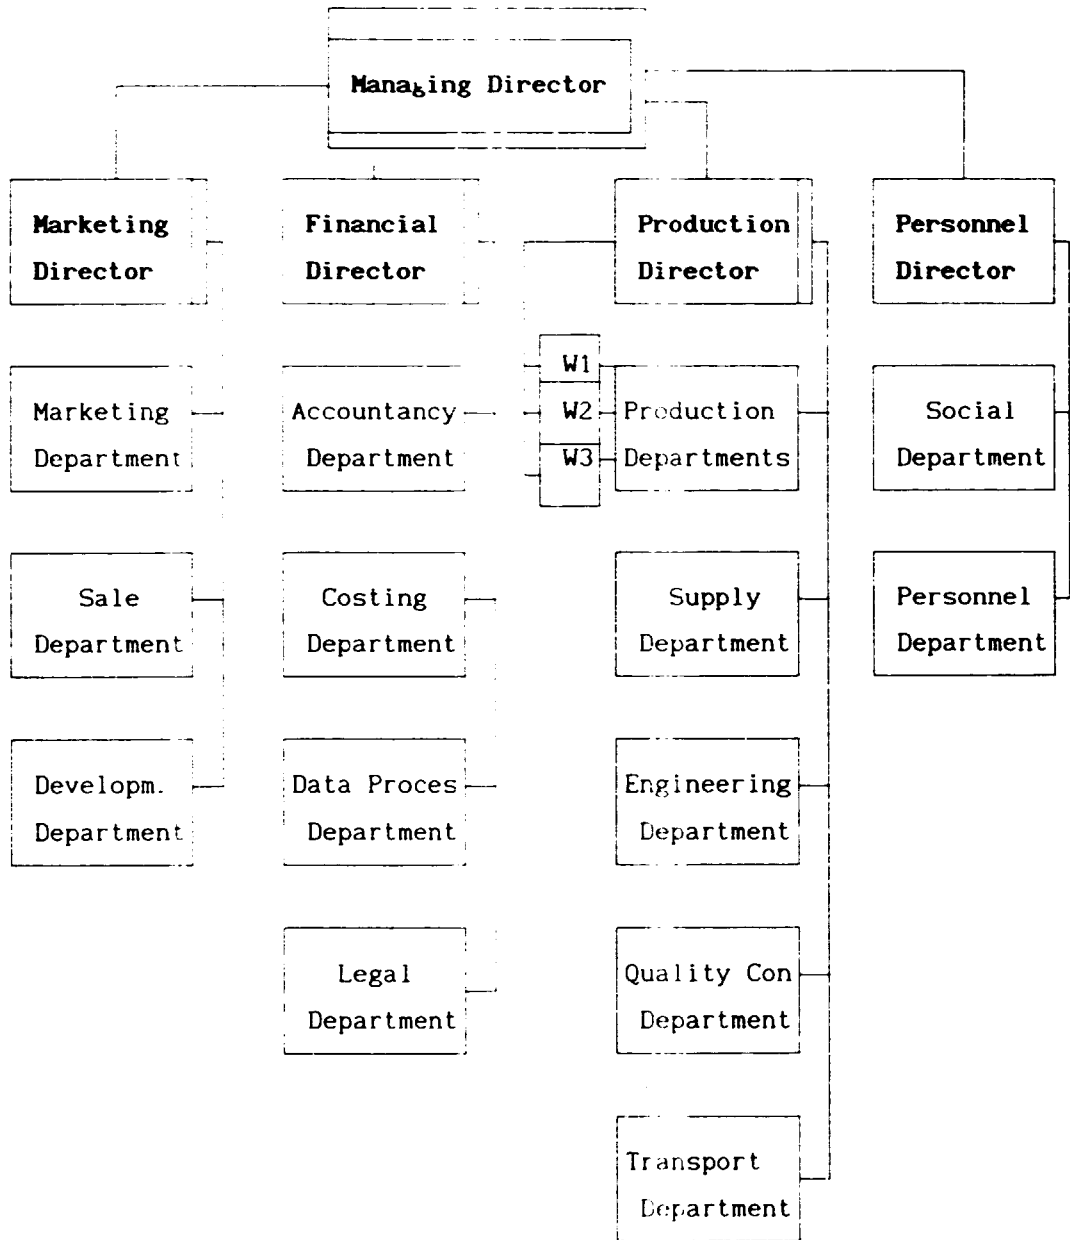 Managing Director
Marketing
Director
Financial
Director
Production
Director
Personnel
Director
Marketing
Department
Accountancy
Department
W1
W2
W3
Production
Departments
Social
Department
Sale
Department
Costing
Department
Supply
Department
Personnel
Department
Developm.
Department
Data Proces
Department
Engineering
Department
Legal
Department
Quality Con
Department
Transport
Department